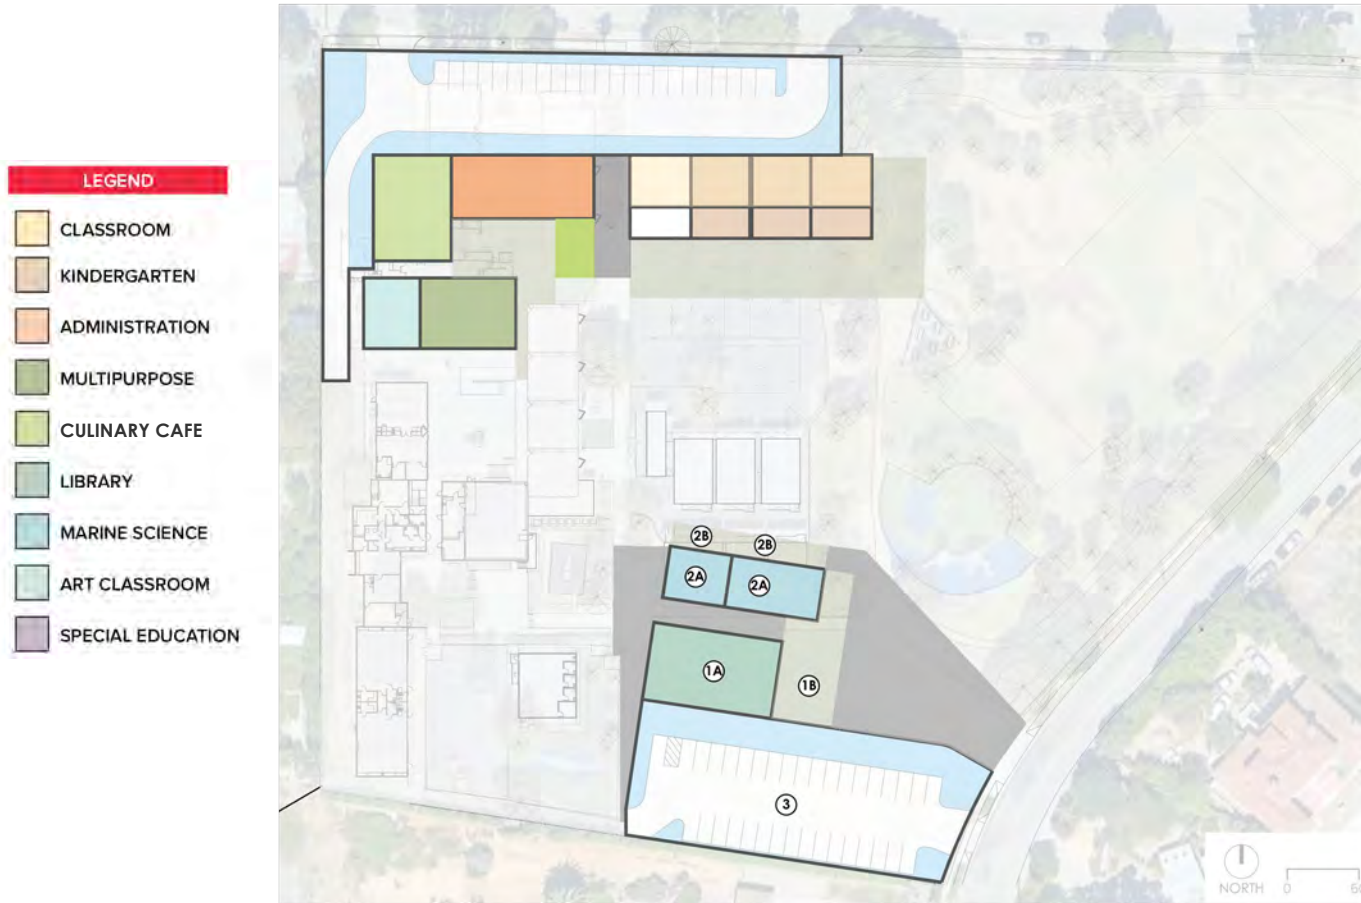 LEGEND
CLASSROOM
KINDERGARTEN
ADMINISTRATION
MULTIPURPOSE
CULINARY CAFE
LIBRARY
MARINE SCIENCE
ART CLASSROOM
SPECIAL EDUCATION
2B
2B
2A
2A
1A
1B
3
NORTH
0